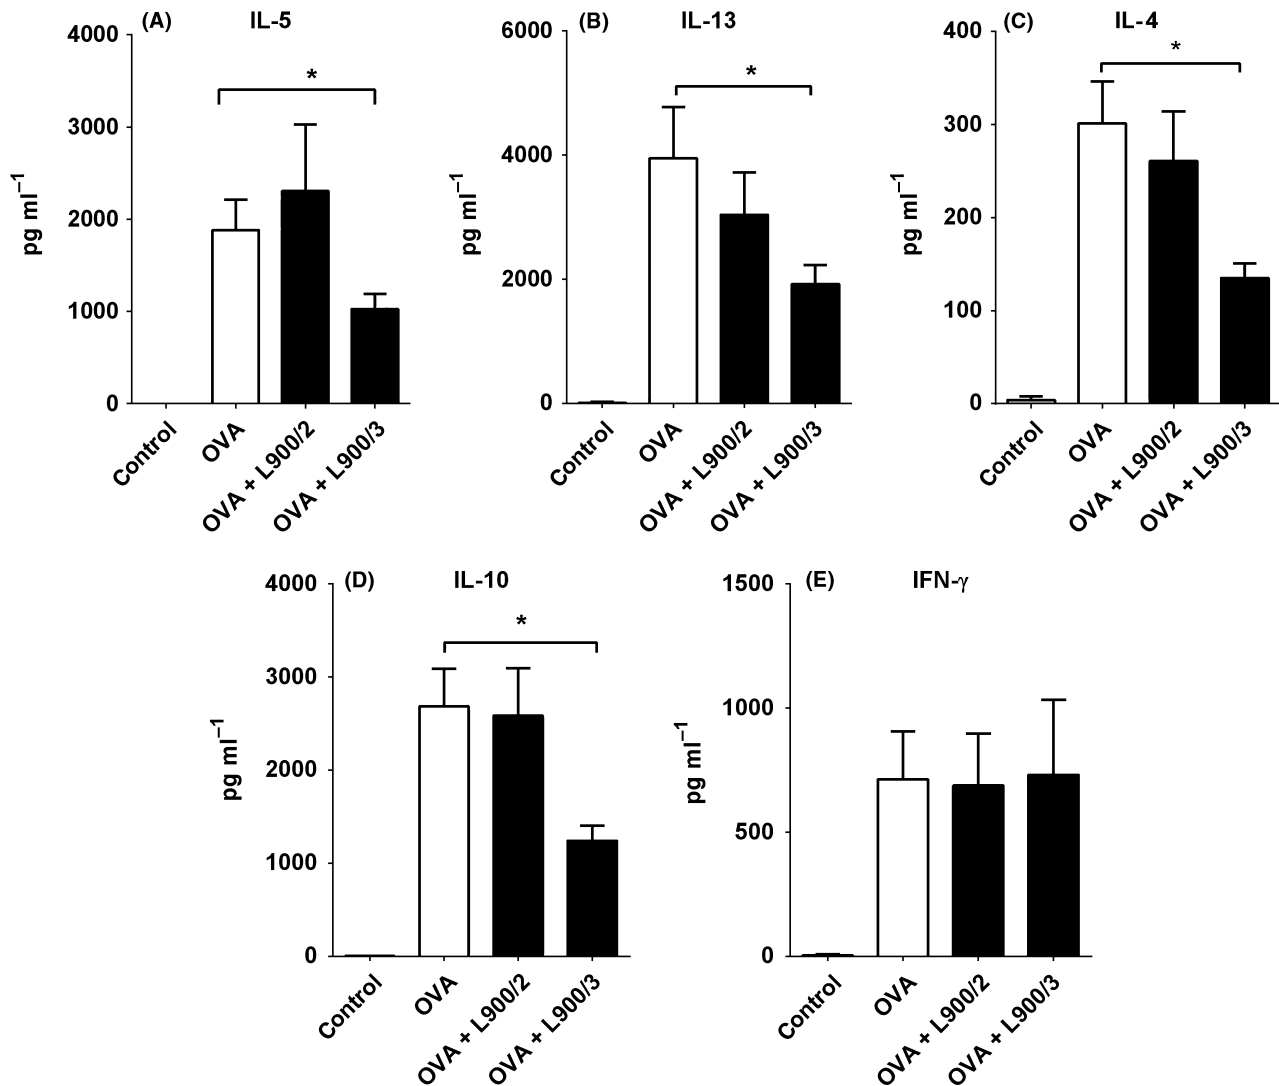 (A) IL-5
*
4000
3000
2000
1000
0
pg ml⁻¹
Control
OVA
OVA + L900/2
OVA + L900/3
(B) IL-13
*
6000
4000
2000
0
pg ml⁻¹
Control
OVA
OVA + L900/2
OVA + L900/3
(C) IL-4
*
400
300
200
100
0
pg ml⁻¹
Control
OVA
OVA + L900/2
OVA + L900/3
(D) IL-10
*
4000
3000
2000
1000
0
pg ml⁻¹
Control
OVA
OVA + L900/2
OVA + L900/3
(E) IFN-γ
1500
1000
500
0
pg ml⁻¹
Control
OVA
OVA + L900/2
OVA + L900/3